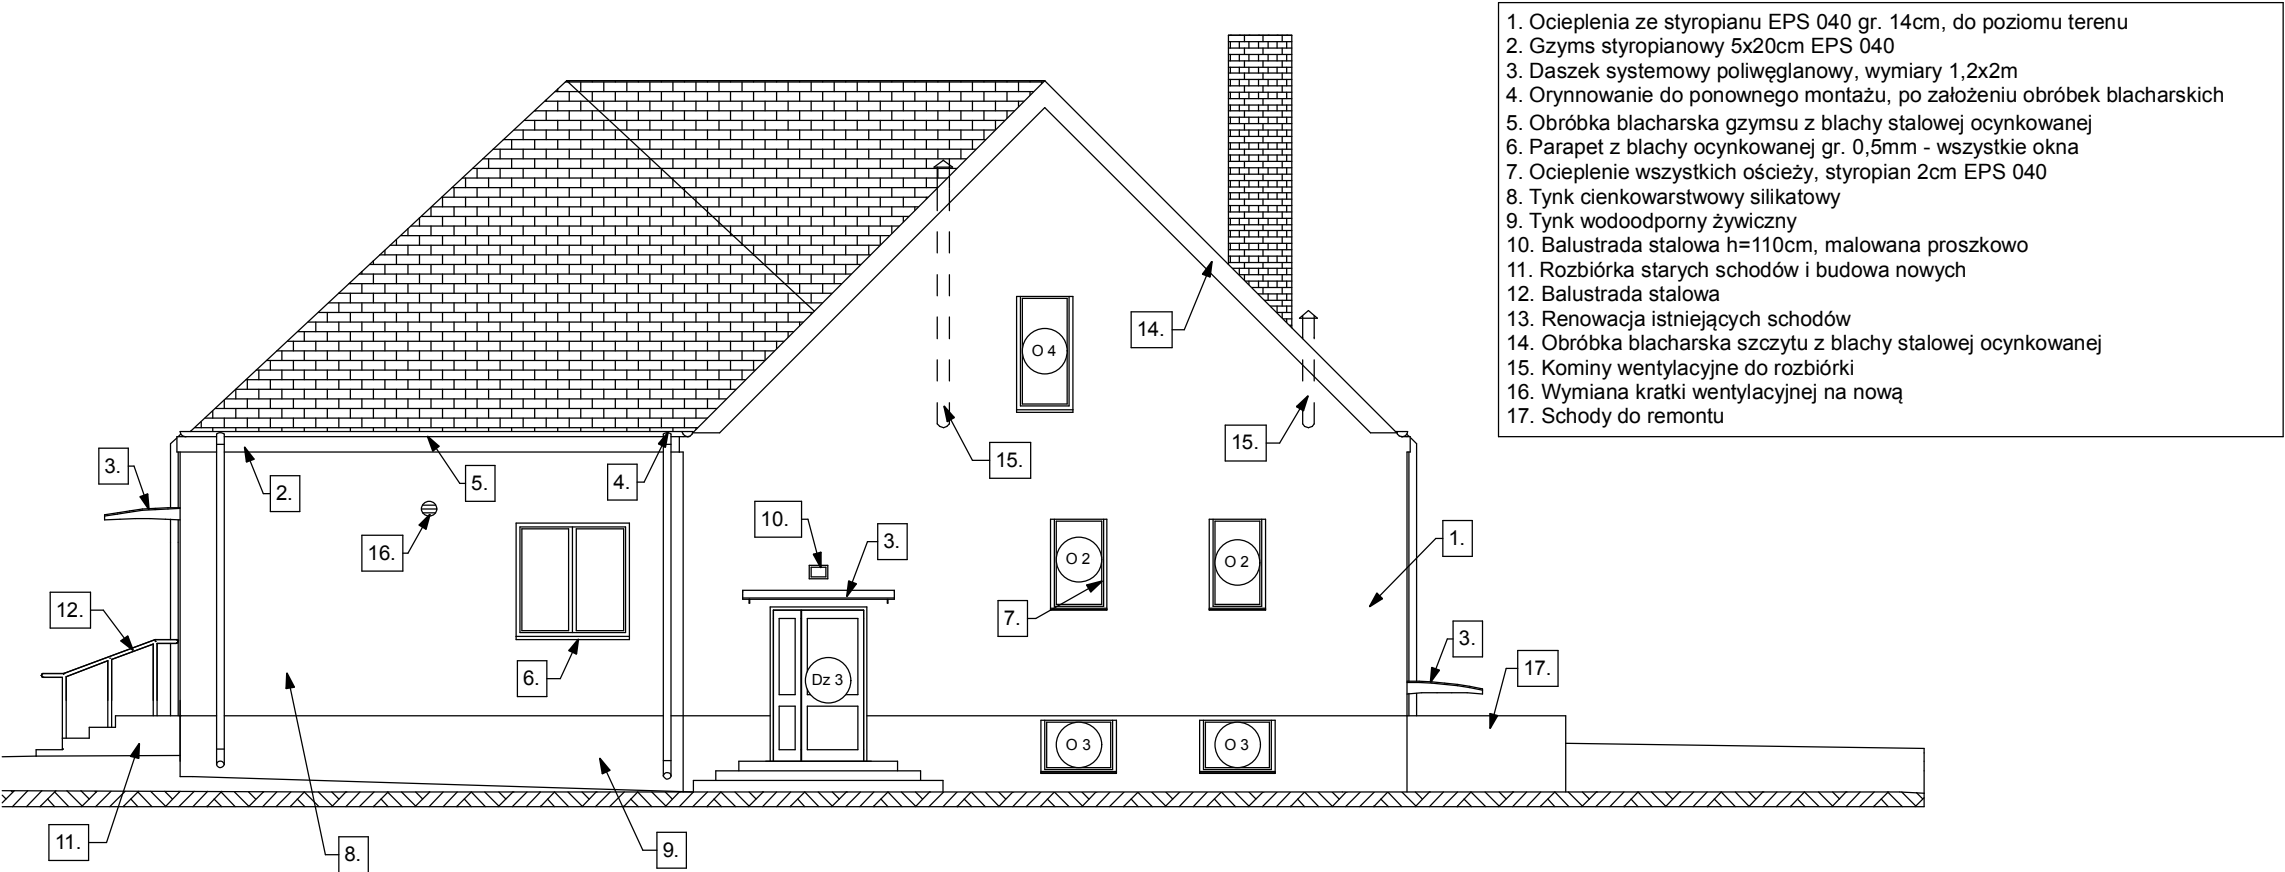 1. Ocieplenia ze styropianu EPS 040 gr. 14cm, do poziomu terenu
2. Gzyms styropianowy 5x20cm EPS 040
3. Daszek systemowy poliwęglanowy, wymiary 1,2x2m
4. Orynnowanie do ponownego montażu, po założeniu obróbek blacharskich
5. Obróbka blacharska gzymsu z blachy stalowej ocynkowanej
6. Parapet z blachy ocynkowanej gr. 0,5mm - wszystkie okna
7. Ocieplenie wszystkich ościeży, styropian 2cm EPS 040
8. Tynk cienkowarstwowy silikatowy
9. Tynk wodoodporny żywiczny
10. Balustrada stalowa h=110cm, malowana proszkowo
11. Rozbiórka starych schodów i budowa nowych
12. Balustrada stalowa
13. Renowacja istniejących schodów
14. Obróbka blacharska szczytu z blachy stalowej ocynkowanej
15. Kominy wentylacyjne do rozbiórki
16. Wymiana kratki wentylacyjnej na nową
17. Schody do remontu
14.
O 4
15.
15.
3.
2.
5.
4.
16.
10.
3.
O 2
O 2
1.
12.
7.
3.
6.
Dz 3
17.
O 3
O 3
11.
8.
9.